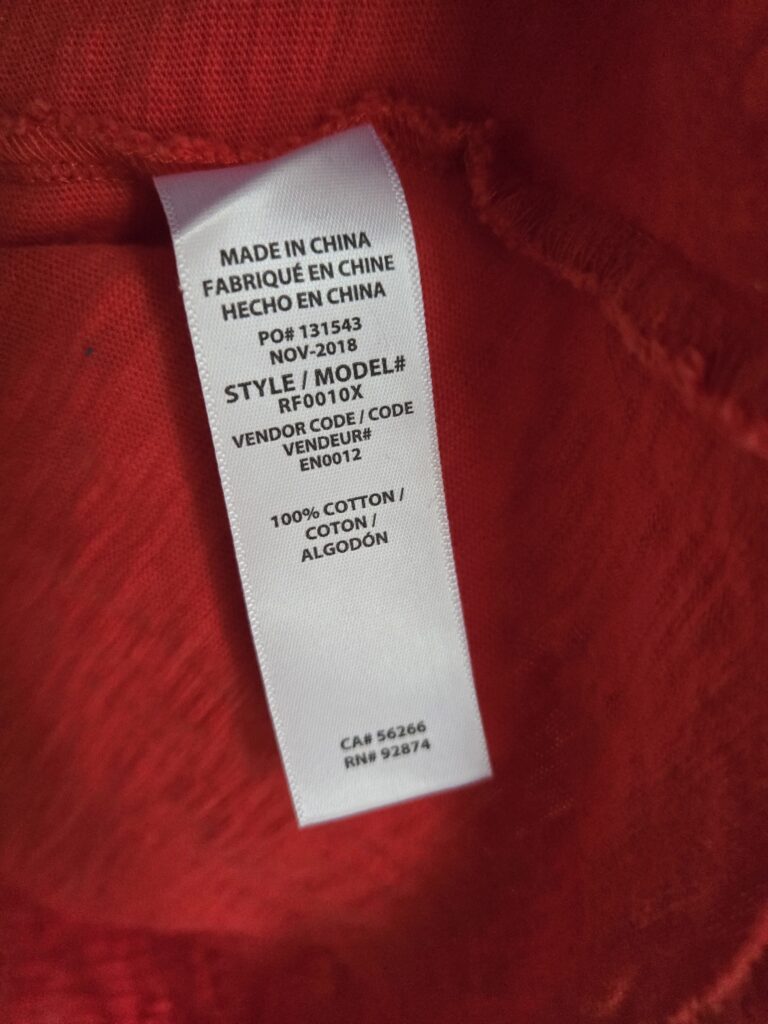 MADE IN CHINA
FABRIQUÉ EN CHINE
HECHO EN CHINA
PO# 131543
NOV-2018
STYLE / MODEL#
RF0010X
VENDOR CODE / CODE
VENDEUR#
EN0012
100% COTTON /
COTON /
ALGODÓN
CA# 56266
RN# 92874